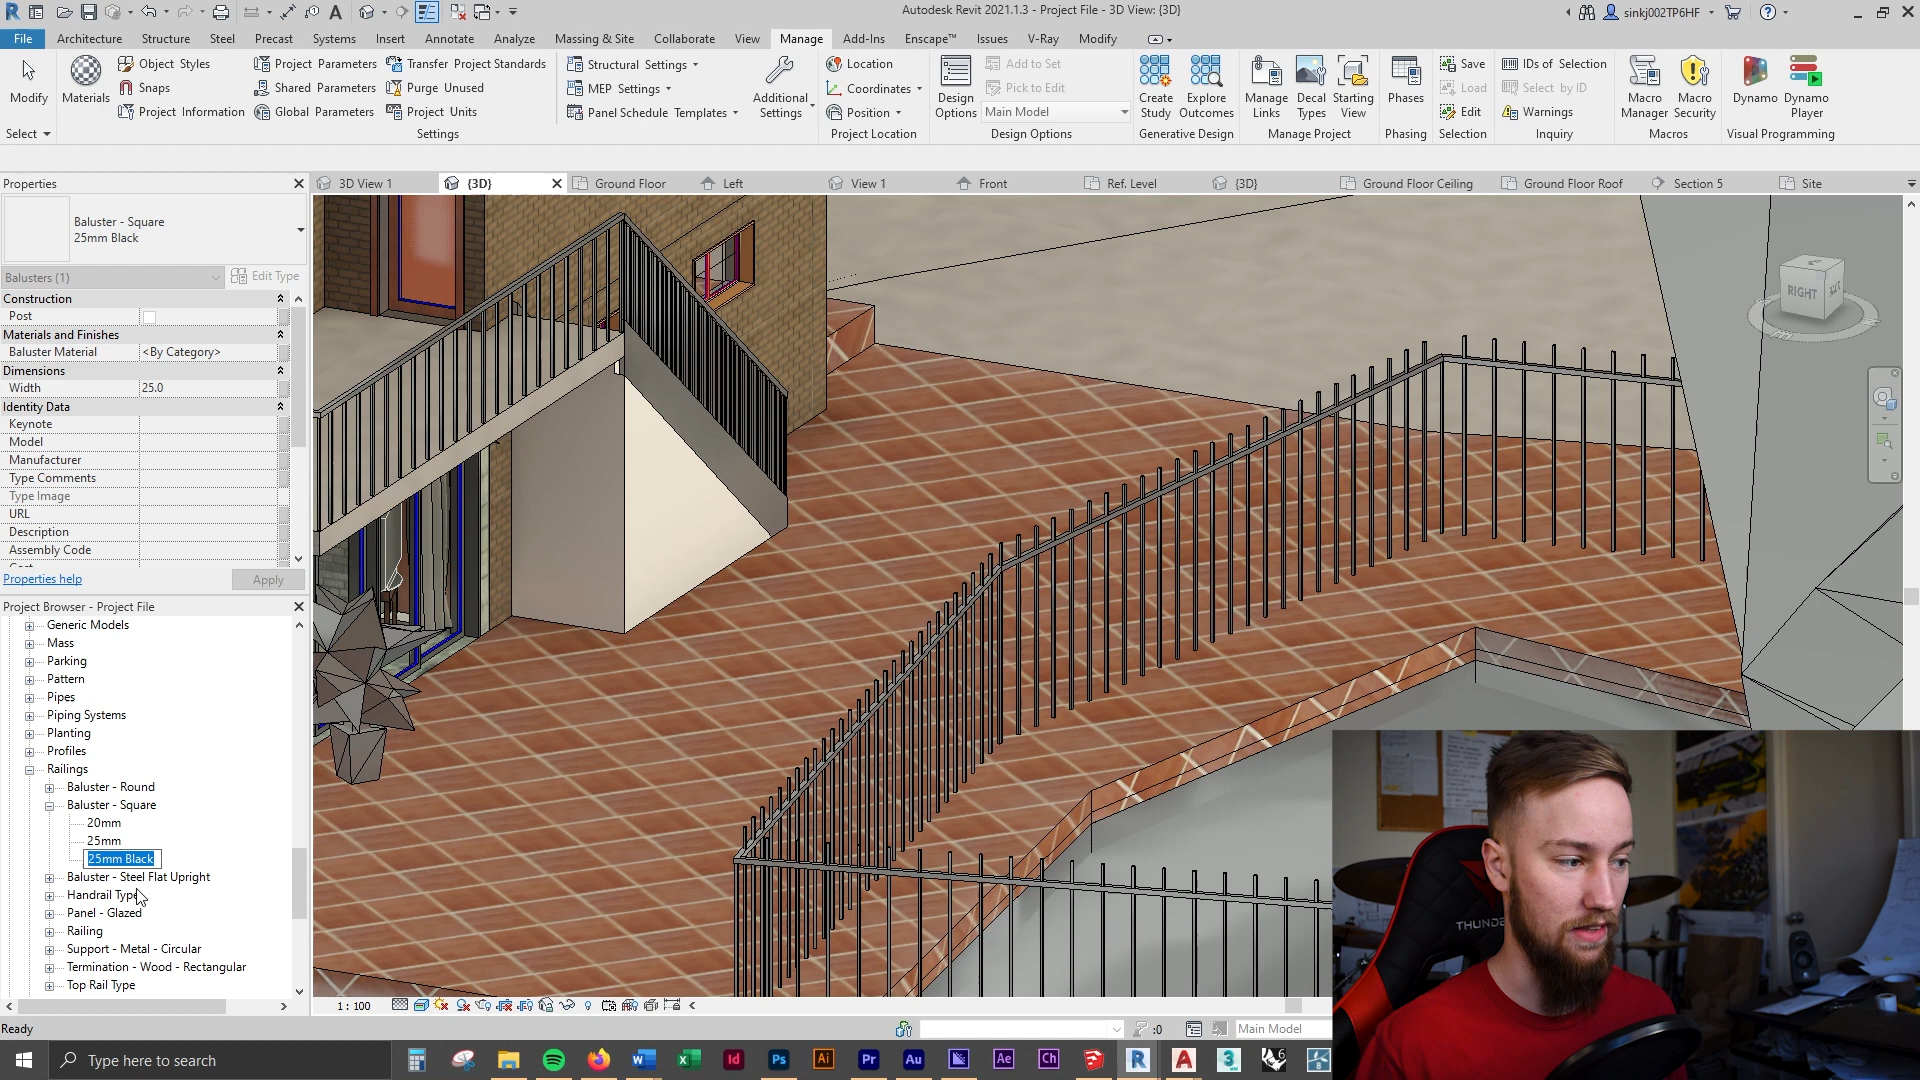 Autodesk Revit 2021.1.3 - Project File - 3D View: {3D}
sinkj002TP6HF
File Architecture Structure Steel Precast Systems Insert Annotate Analyze Massing & Site Collaborate View Manage Add-Ins Enscape™ Issues V-Ray Modify
Object Styles Project Parameters Transfer Project Standards Structural Settings Location Add to Set Save IDs of Selection
Snaps Shared Parameters Purge Unused MEP Settings Coordinates Pick to Edit Load Select by ID
Project Information Global Parameters Project Units Panel Schedule Templates Position Main Model Edit Warnings
Modify Materials Additional Settings Design Options Create Study Explore Outcomes Manage Links Decal Types Starting View Phases Macro Manager Macro Security Dynamo Dynamo Player
Select Settings Project Location Design Options Generative Design Manage Project Phasing Selection Inquiry Macros Visual Programming
Properties
3D View 1 {3D} Ground Floor Left View 1 Front Ref. Level {3D} Ground Floor Ceiling Ground Floor Roof Section 5 Site
Baluster - Square
25mm Black
Balusters (1) Edit Type
Construction
Post
Materials and Finishes
Baluster Material <By Category>
Dimensions
Width 25.0
Identity Data
Keynote
Model
Manufacturer
Type Comments
Type Image
URL
Description
Assembly Code
Properties help Apply
Project Browser - Project File
Generic Models
Mass
Parking
Pattern
Pipes
Piping Systems
Planting
Profiles
Railings
Baluster - Round
Baluster - Square
20mm
25mm
25mm Black
Baluster - Steel Flat Upright
Handrail Type
Panel - Glazed
Railing
Support - Metal - Circular
Termination - Wood - Rectangular
Top Rail Type
RIGHT
1 : 100
Ready
:0
Main Model
Type here to search